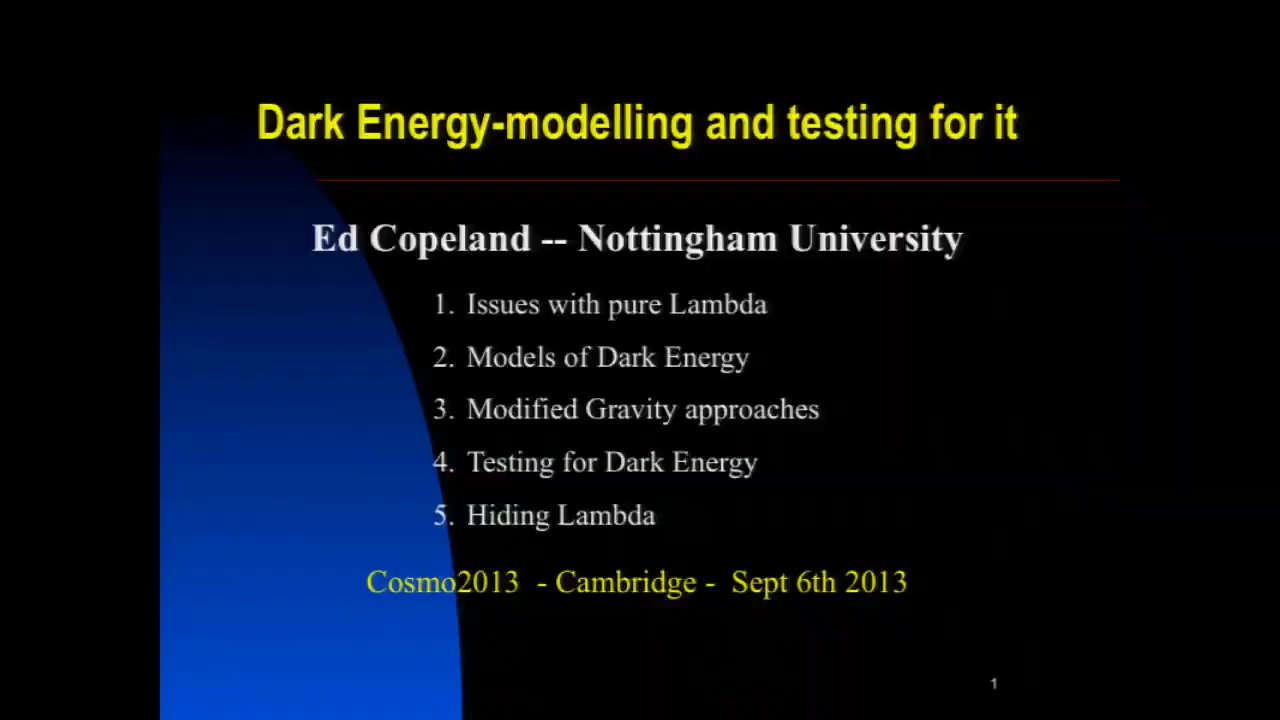 Dark Energy-modelling and testing for it
Ed Copeland -- Nottingham University
1. Issues with pure Lambda
2. Models of Dark Energy
3. Modified Gravity approaches
4. Testing for Dark Energy
5. Hiding Lambda
Cosmo2013 - Cambridge - Sept 6th 2013
1